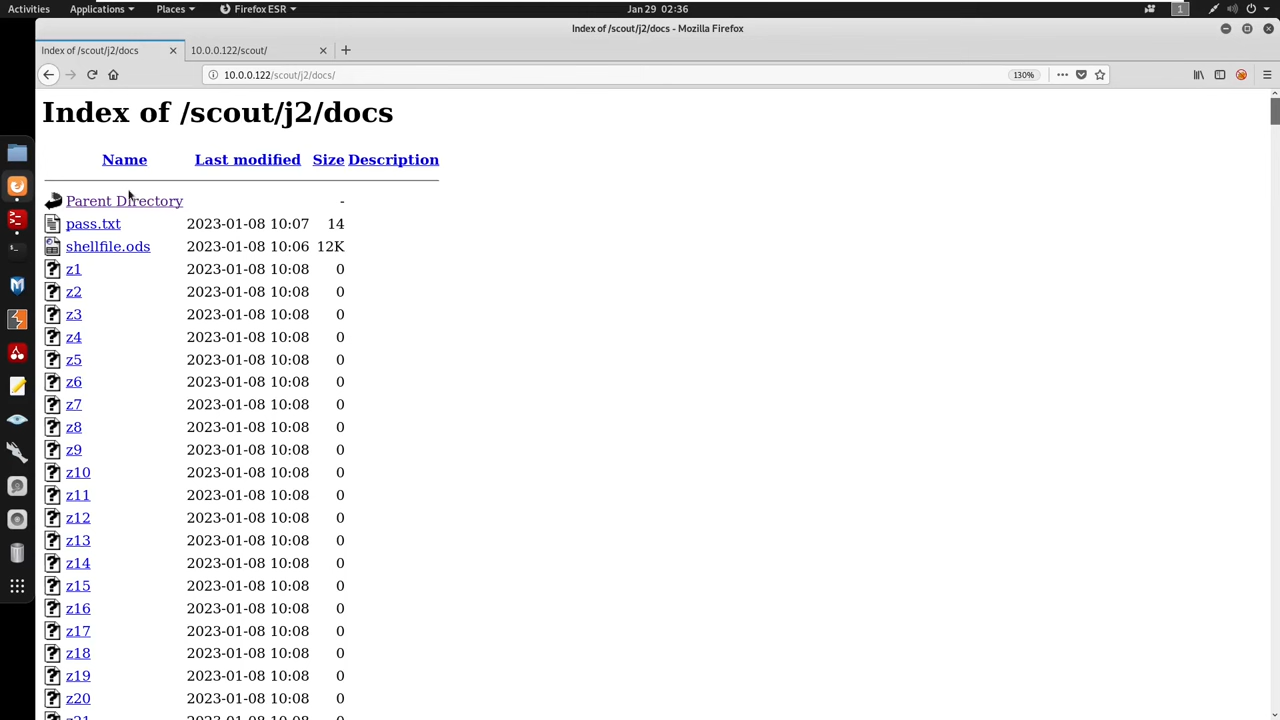 Activities Applications Places Firefox ESR Jan 29 02:36 1
Index of /scout/j2/docs - Mozilla Firefox
Index of /scout/j2/docs 10.0.0.122/scout/
10.0.0.122/scout/j2/docs/ 130%
Index of /scout/j2/docs
Name Last modified Size Description
Parent Directory -
pass.txt 2023-01-08 10:07 14
shellfile.ods 2023-01-08 10:06 12K
z1 2023-01-08 10:08 0
z2 2023-01-08 10:08 0
z3 2023-01-08 10:08 0
z4 2023-01-08 10:08 0
z5 2023-01-08 10:08 0
z6 2023-01-08 10:08 0
z7 2023-01-08 10:08 0
z8 2023-01-08 10:08 0
z9 2023-01-08 10:08 0
z10 2023-01-08 10:08 0
z11 2023-01-08 10:08 0
z12 2023-01-08 10:08 0
z13 2023-01-08 10:08 0
z14 2023-01-08 10:08 0
z15 2023-01-08 10:08 0
z16 2023-01-08 10:08 0
z17 2023-01-08 10:08 0
z18 2023-01-08 10:08 0
z19 2023-01-08 10:08 0
z20 2023-01-08 10:08 0